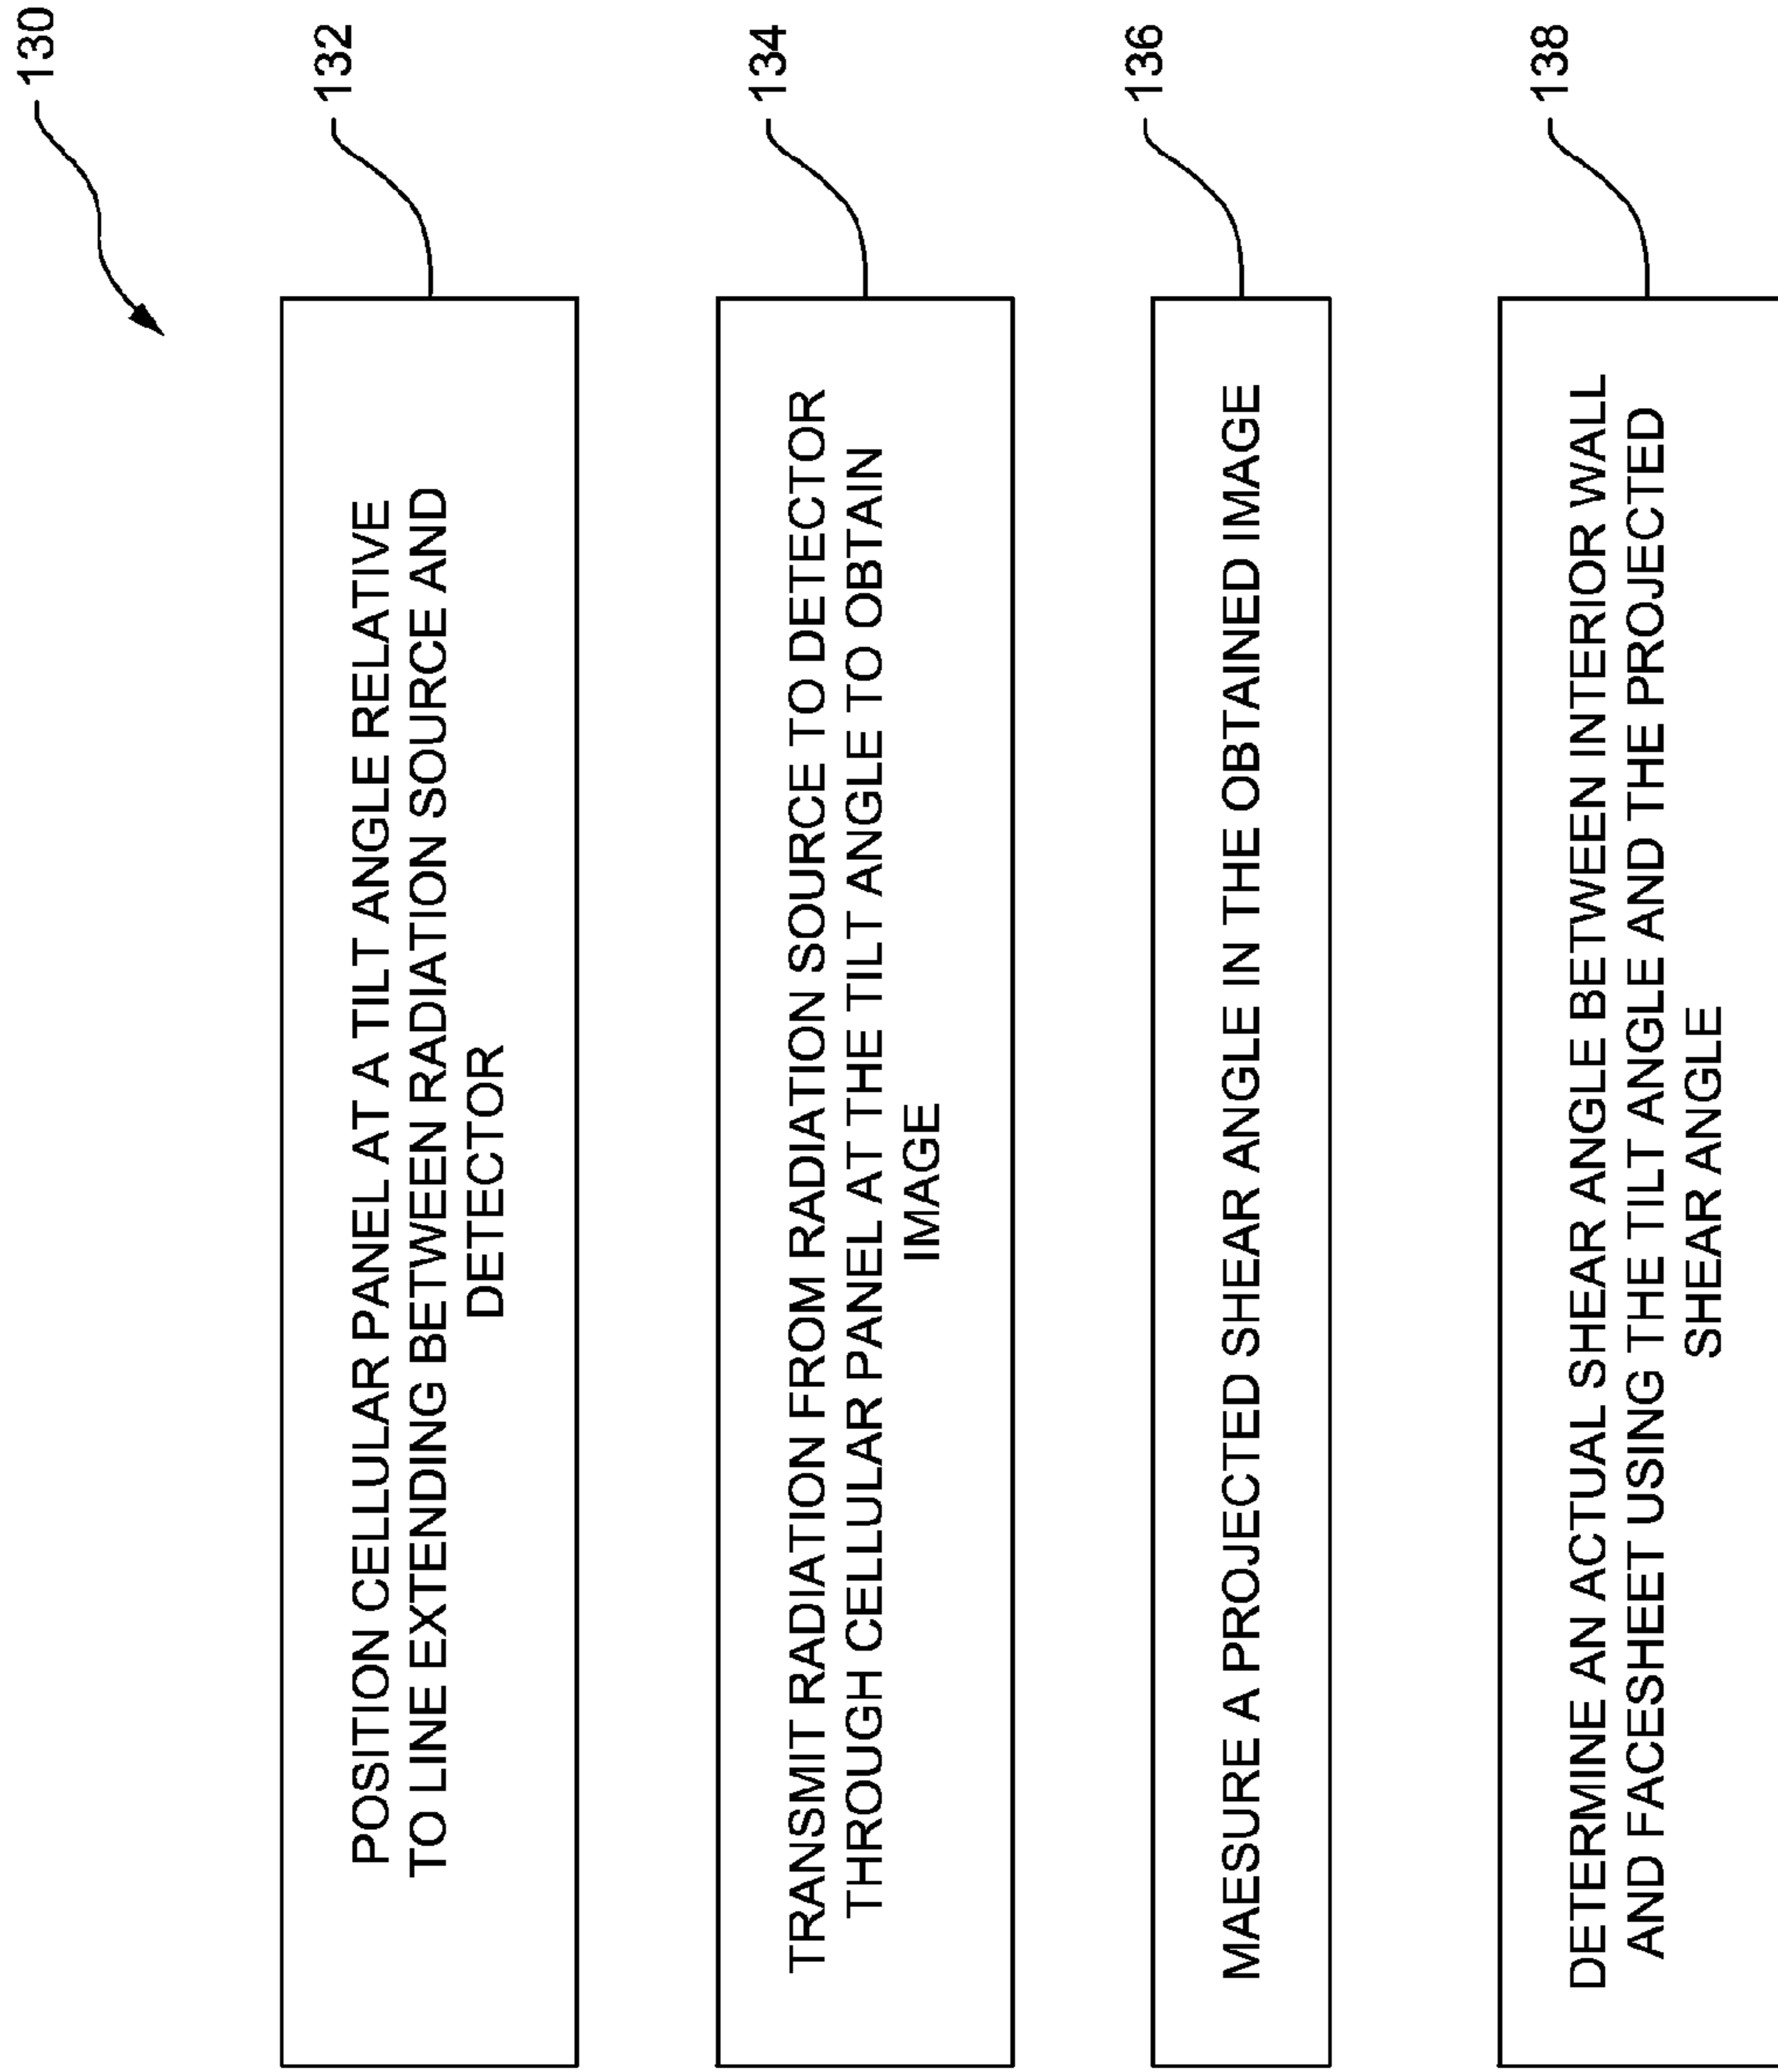 130
132
POSITION CELLULAR PANEL AT A TILT ANGLE RELATIVE
TO LINE EXTENDING BETWEEN RADIATION SOURCE AND
DETECTOR
134
TRANSMIT RADIATION FROM RADIATION SOURCE TO DETECTOR
THROUGH CELLULAR PANEL AT THE TILT ANGLE TO OBTAIN
IMAGE
136
MAESURE A PROJECTED SHEAR ANGLE IN THE OBTAINED IMAGE
138
DETERMINE AN ACTUAL SHEAR ANGLE BETWEEN INTERIOR WALL
AND FACESHEET USING THE TILT ANGLE AND THE PROJECTED
SHEAR ANGLE